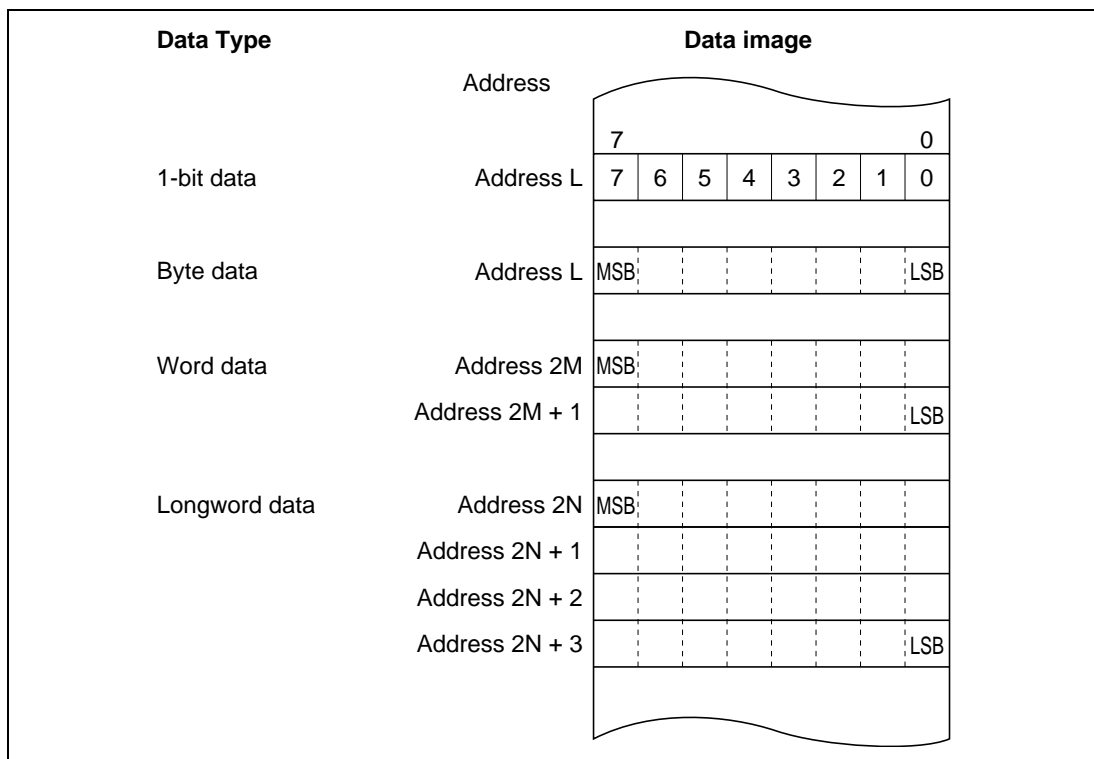 Data Type Data image
Address
7 0
1-bit data Address L 7 6 5 4 3 2 1 0
Byte data Address L MSB LSB
Word data Address 2M MSB
Address 2M + 1 LSB
Longword data Address 2N MSB
Address 2N + 1
Address 2N + 2
Address 2N + 3 LSB